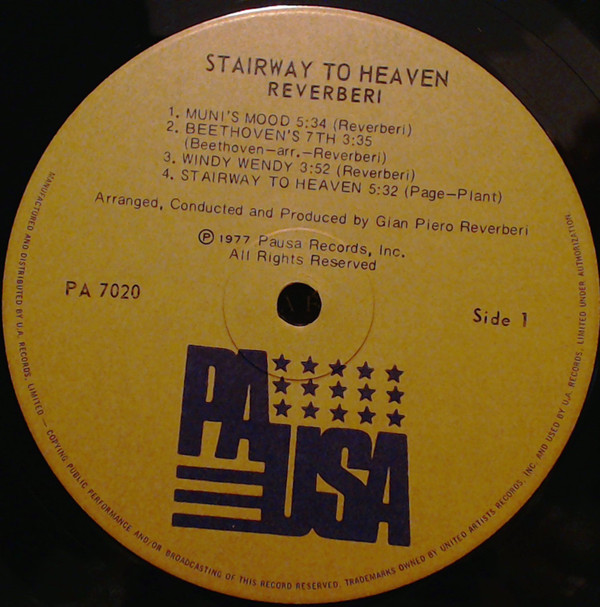 STAIRWAY TO HEAVEN
REVERBERI
1. MUNI'S MOOD 5:34 (Reverberi)
2. BEETHOVEN'S 7TH 3:35
(Beethoven-arr.-Reverberi)
3. WINDY WENDY 3:52 (Reverberi)
4. STAIRWAY TO HEAVEN 5:32 (Page-Plant)
Arranged, Conducted and Produced by Gian Piero Reverberi
Ⓟ 1977 Pausa Records, Inc.
All Rights Reserved
PA 7020
Side 1
PAUSA
MANUFACTURED AND DISTRIBUTED BY U.A. RECORDS, LIMITED — COPYING PUBLIC PERFORMANCE AND/OR BROADCASTING OF THIS RECORD RESERVED. TRADEMARKS OWNED BY UNITED ARTISTS RECORDS, INC. AND USED BY U.A. RECORDS, LIMITED UNDER AUTHORIZATION.